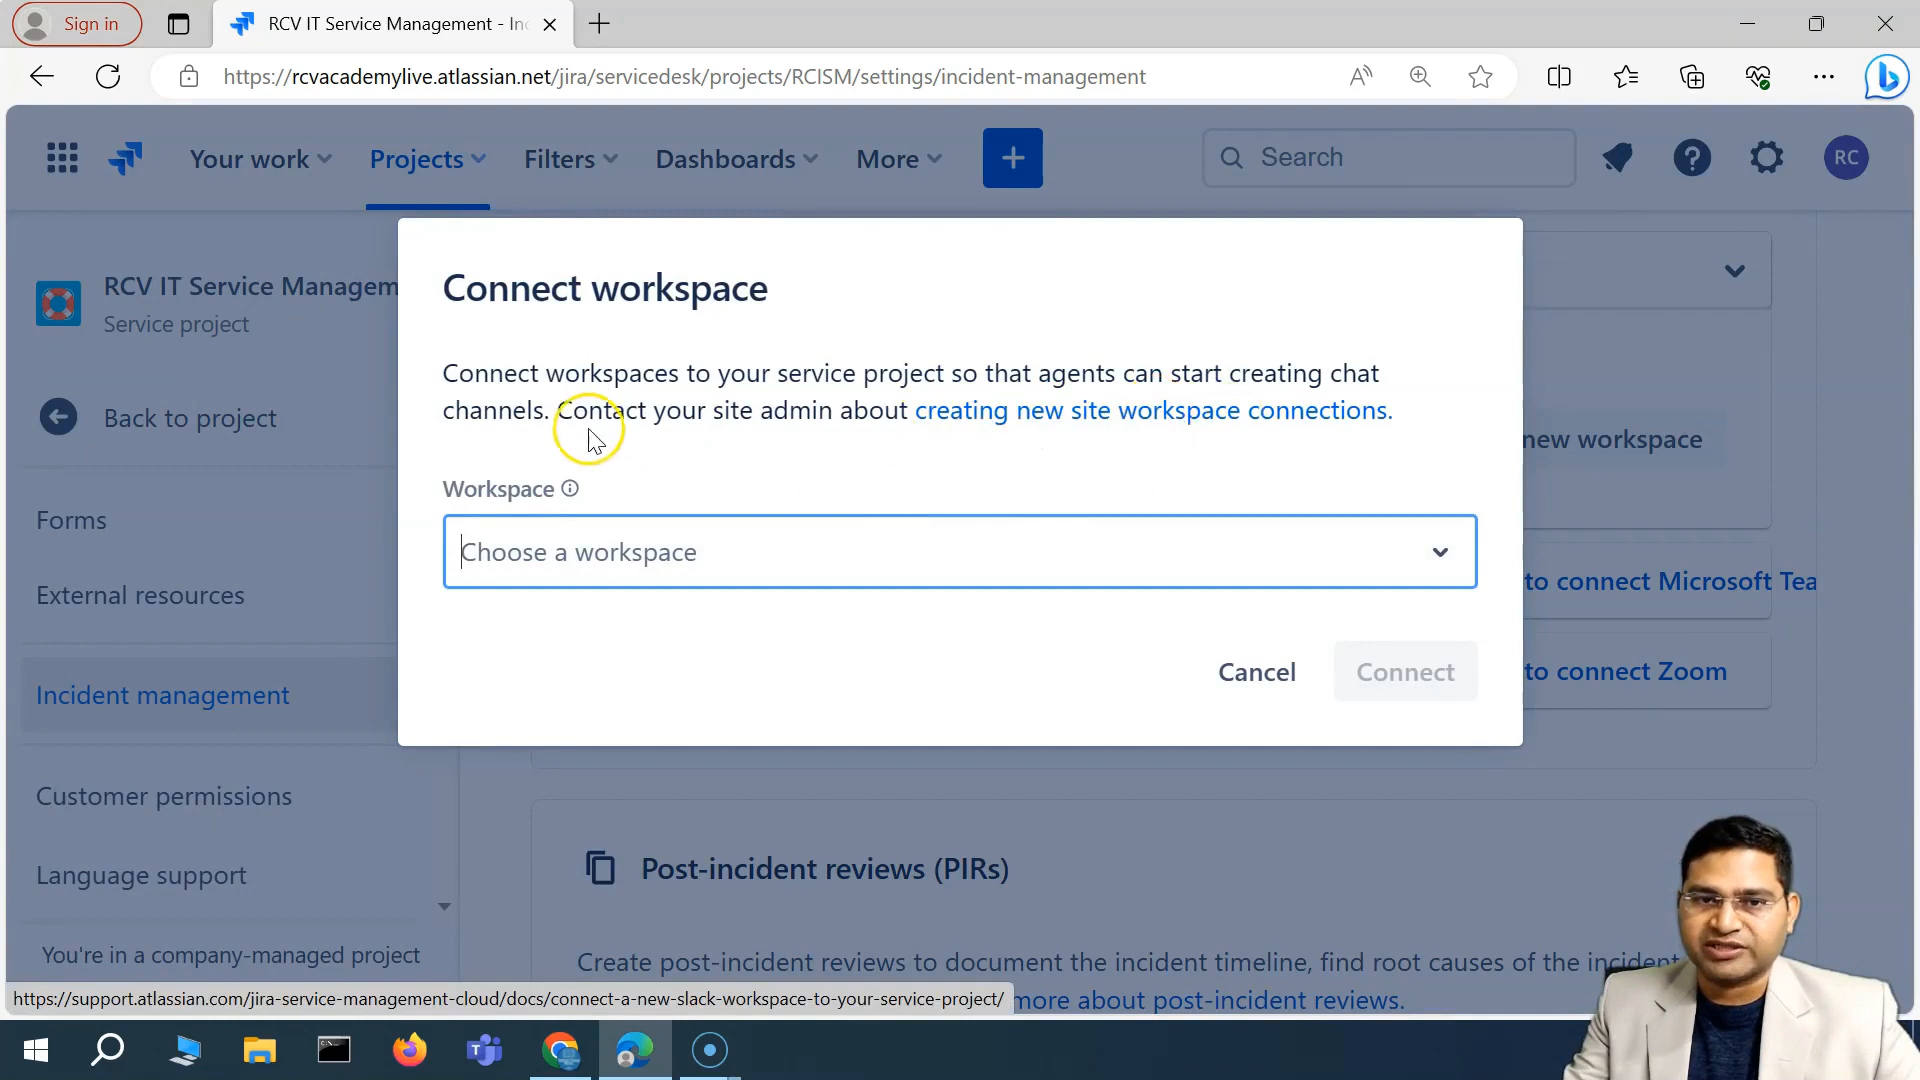 Sign in
RCV IT Service Management - Inc
https://rcvacademylive.atlassian.net/jira/servicedesk/projects/RCISM/settings/incident-management
Your work
Projects
Filters
Dashboards
More
Search
RC
RCV IT Service Managem
Service project
Back to project
Forms
External resources
Incident management
Customer permissions
Language support
You're in a company-managed project
Connect workspace
Connect workspaces to your service project so that agents can start creating chat
channels. Contact your site admin about creating new site workspace connections.
Workspace
Choose a workspace
Cancel
Connect
new workspace
to connect Microsoft Tea
to connect Zoom
Post-incident reviews (PIRs)
Create post-incident reviews to document the incident timeline, find root causes of the incident
more about post-incident reviews.
https://support.atlassian.com/jira-service-management-cloud/docs/connect-a-new-slack-workspace-to-your-service-project/